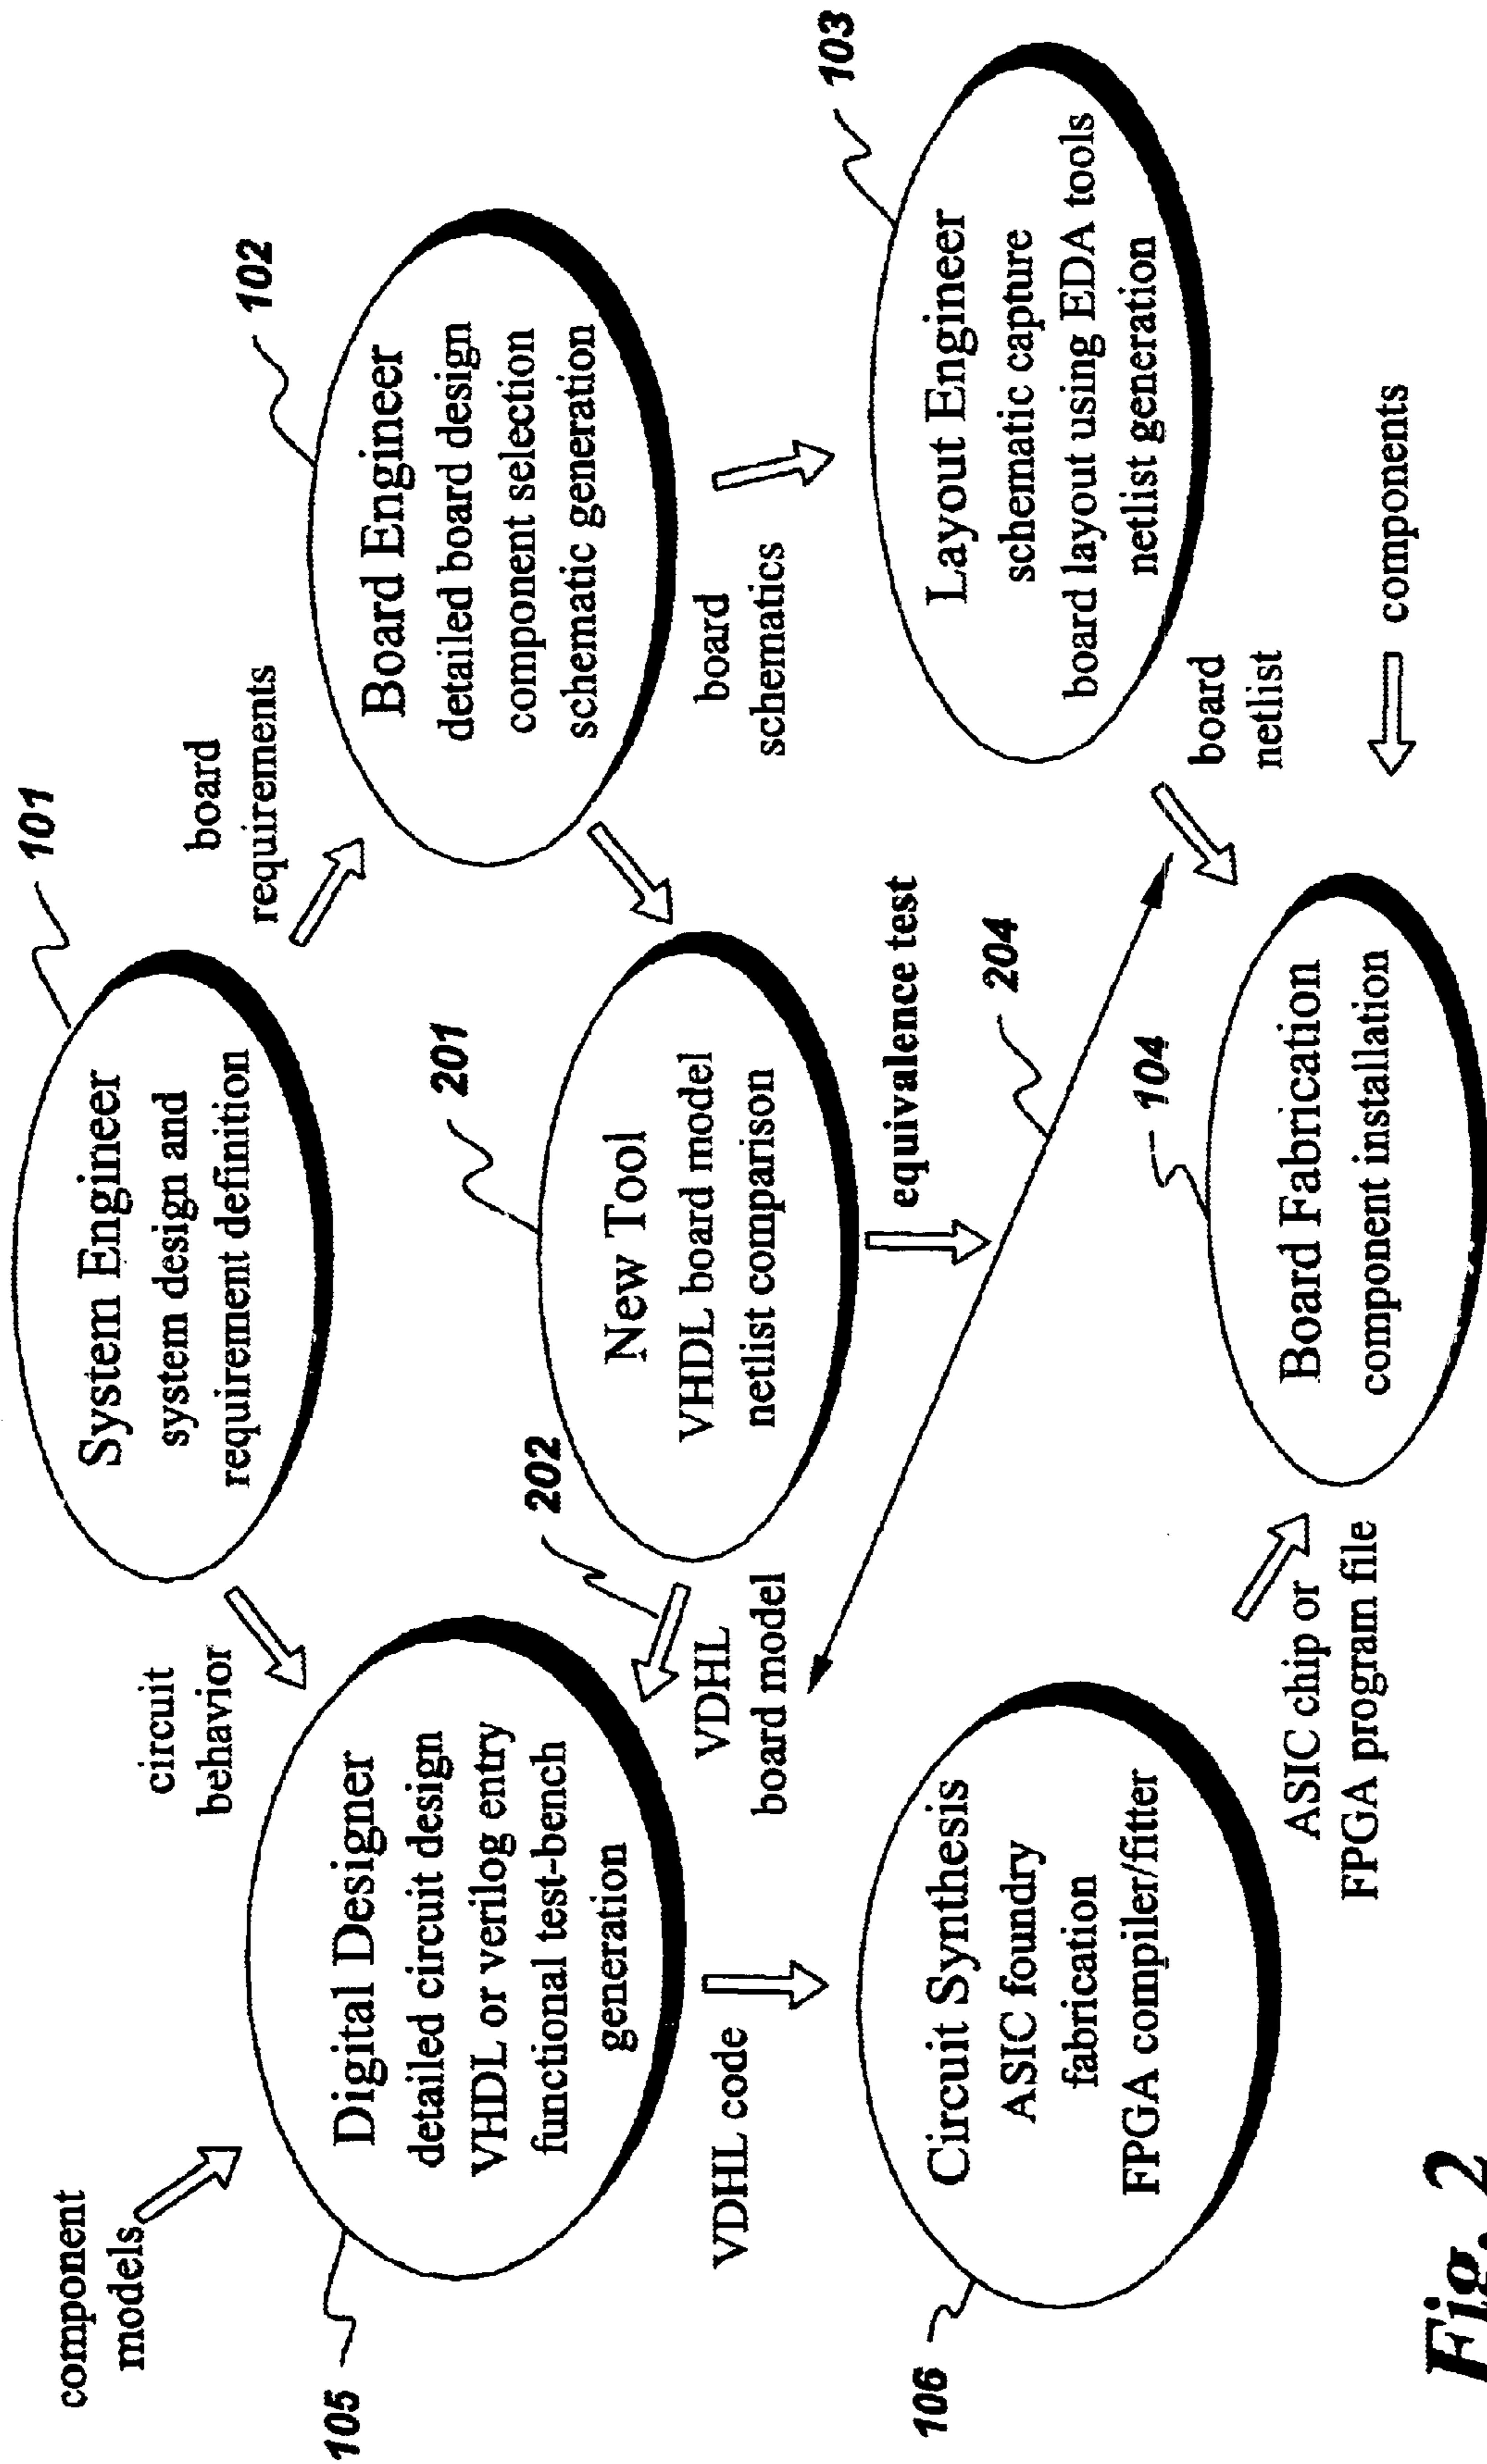 101
System Engineer
system design and
requirement definition
component
models
circuit
behavior
board
requirements
102
105
Digital Designer
detailed circuit design
VHDL or verilog entry
functional test-bench
generation
201
New Tool
VHDL board model
netlist comparison
Board Engineer
detailed board design
component selection
schematic generation
202
VDHL
board model
VDHL code
equivalence test
204
board
schematics
103
106
Circuit Synthesis
ASIC foundry
fabrication
FPGA compiler/fitter
Layout Engineer
schematic capture
board layout using EDA tools
netlist generation
104
board
netlist
ASIC chip or
FPGA program file
Board Fabrication
component installation
components
Fig. 2